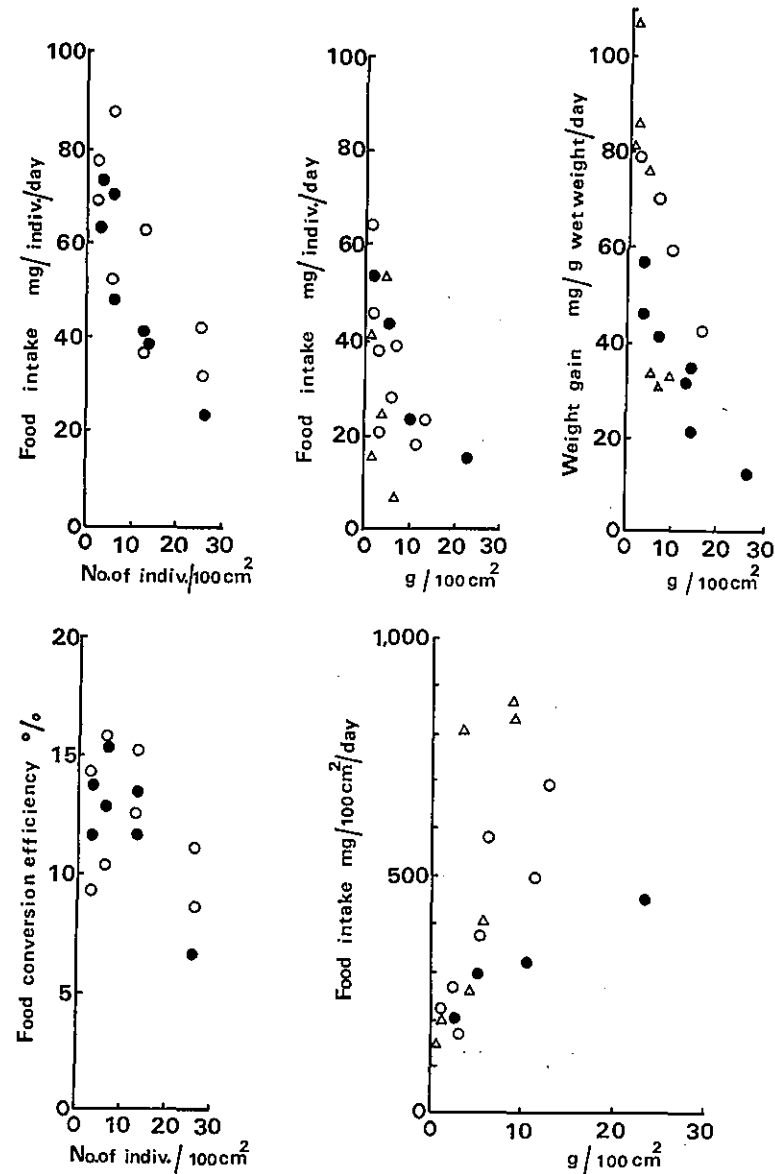 100
80
60
40
20
0
Food intake mg/indiv./day
0 10 20 30
No.of indiv./100cm²
100
80
60
40
20
0
Food intake mg/indiv./day
0 10 20 30
g/100cm²
100
80
60
40
20
0
Weight gain mg/g wet weight/day
0 10 20 30
g/100cm²
20
15
10
5
0
Food conversion efficiency %
0 10 20 30
No.of indiv./100cm²
1,000
500
0
Food intake mg/100cm²/day
0 10 20 30
g/100cm²